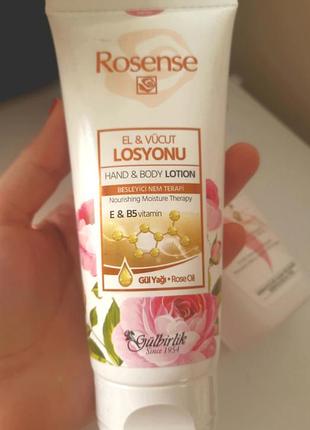 Rosense
EL & VÜCUT
LOSYONU
HAND & BODY LOTION
BESLEYİCİ NEM TERAPİ
Nourishing Moisture Therapy
E & B5 vitamin
Gül Yağı • Rose Oil
Gülbirlik
Since 1954